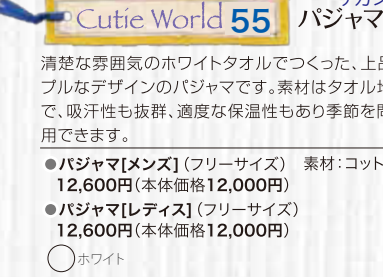 Cutie World 55 パジャマ
清楚な雰囲気のホワイトタオルでつくった、上
プルなデザインのパジャマです。素材はタオル
で、吸汗性も抜群、適度な保温性もあり季節を
用できます。
●パジャマ[メンズ](フリーサイズ) 素材:コット
12,600円(本体価格12,000円)
●パジャマ[レディス](フリーサイズ)
12,600円(本体価格12,000円)
ホワイト